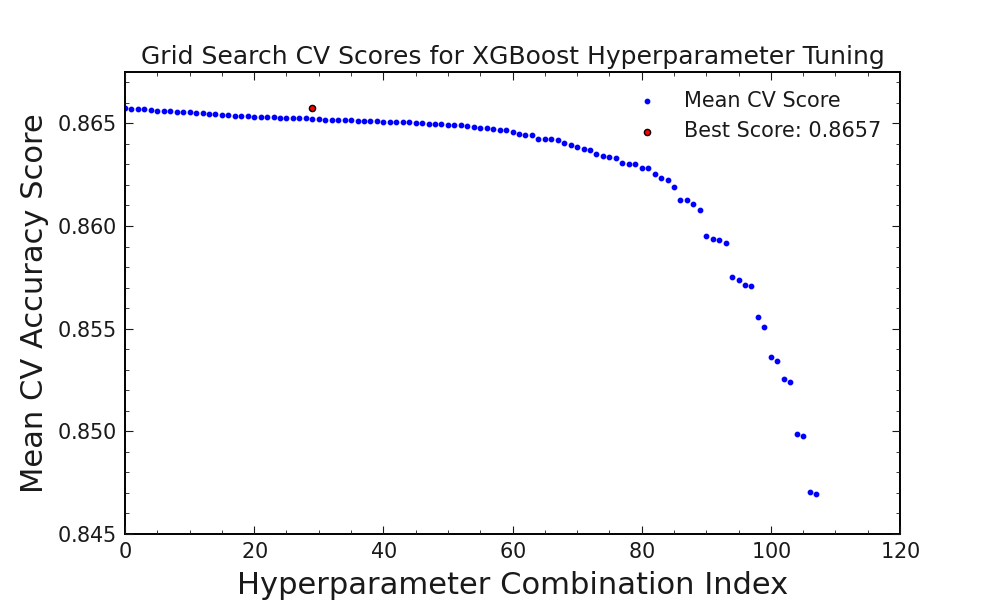 Grid Search CV Scores for XGBoost Hyperparameter Tuning
Mean CV Score
Best Score: 0.8657
Mean CV Accuracy Score
0.865
0.860
0.855
0.850
0.845
0 20 40 60 80 100 120
Hyperparameter Combination Index